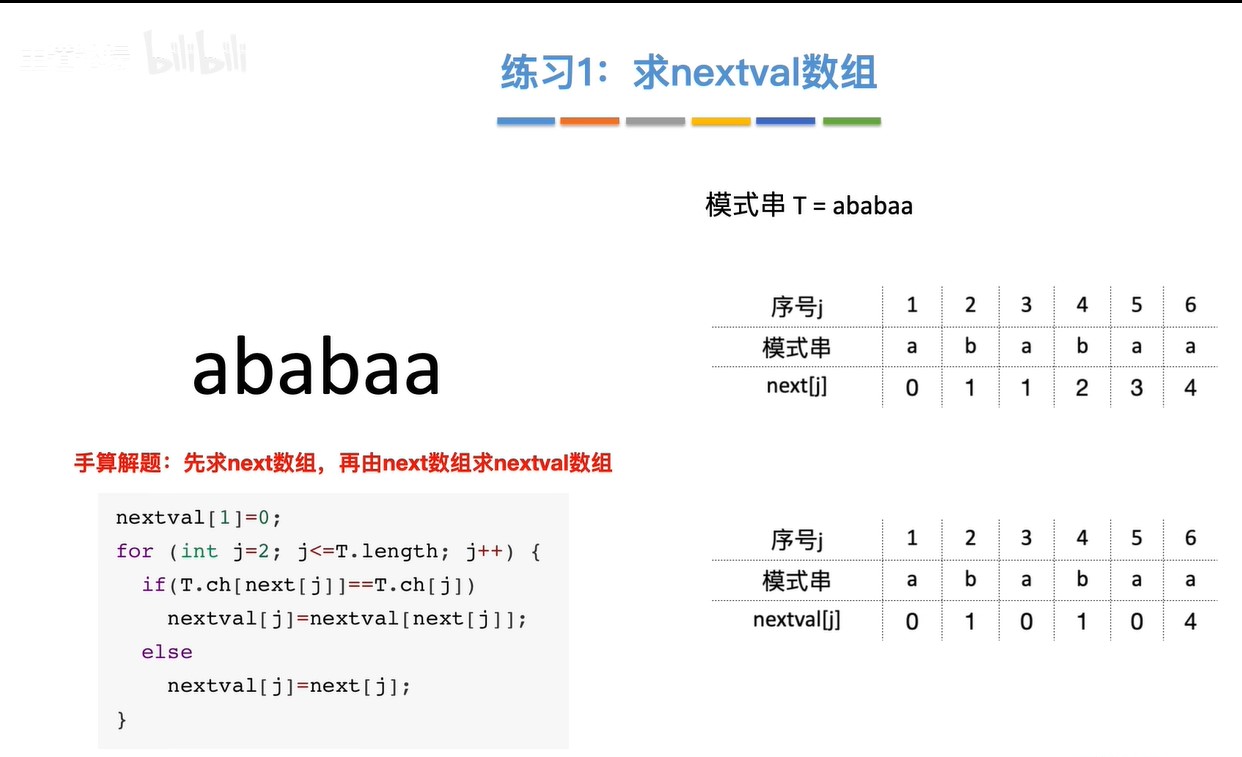 bilibili
练习1：求nextval数组
模式串 T = ababaa
ababaa
手算解题：先求next数组，再由next数组求nextval数组
nextval[1]=0;
for (int j=2; j<=T.length; j++) {
  if(T.ch[next[j]]==T.ch[j])
    nextval[j]=nextval[next[j]];
  else
    nextval[j]=next[j];
}
序号j 1 2 3 4 5 6
模式串 a b a b a a
next[j] 0 1 1 2 3 4
序号j 1 2 3 4 5 6
模式串 a b a b a a
nextval[j] 0 1 0 1 0 4